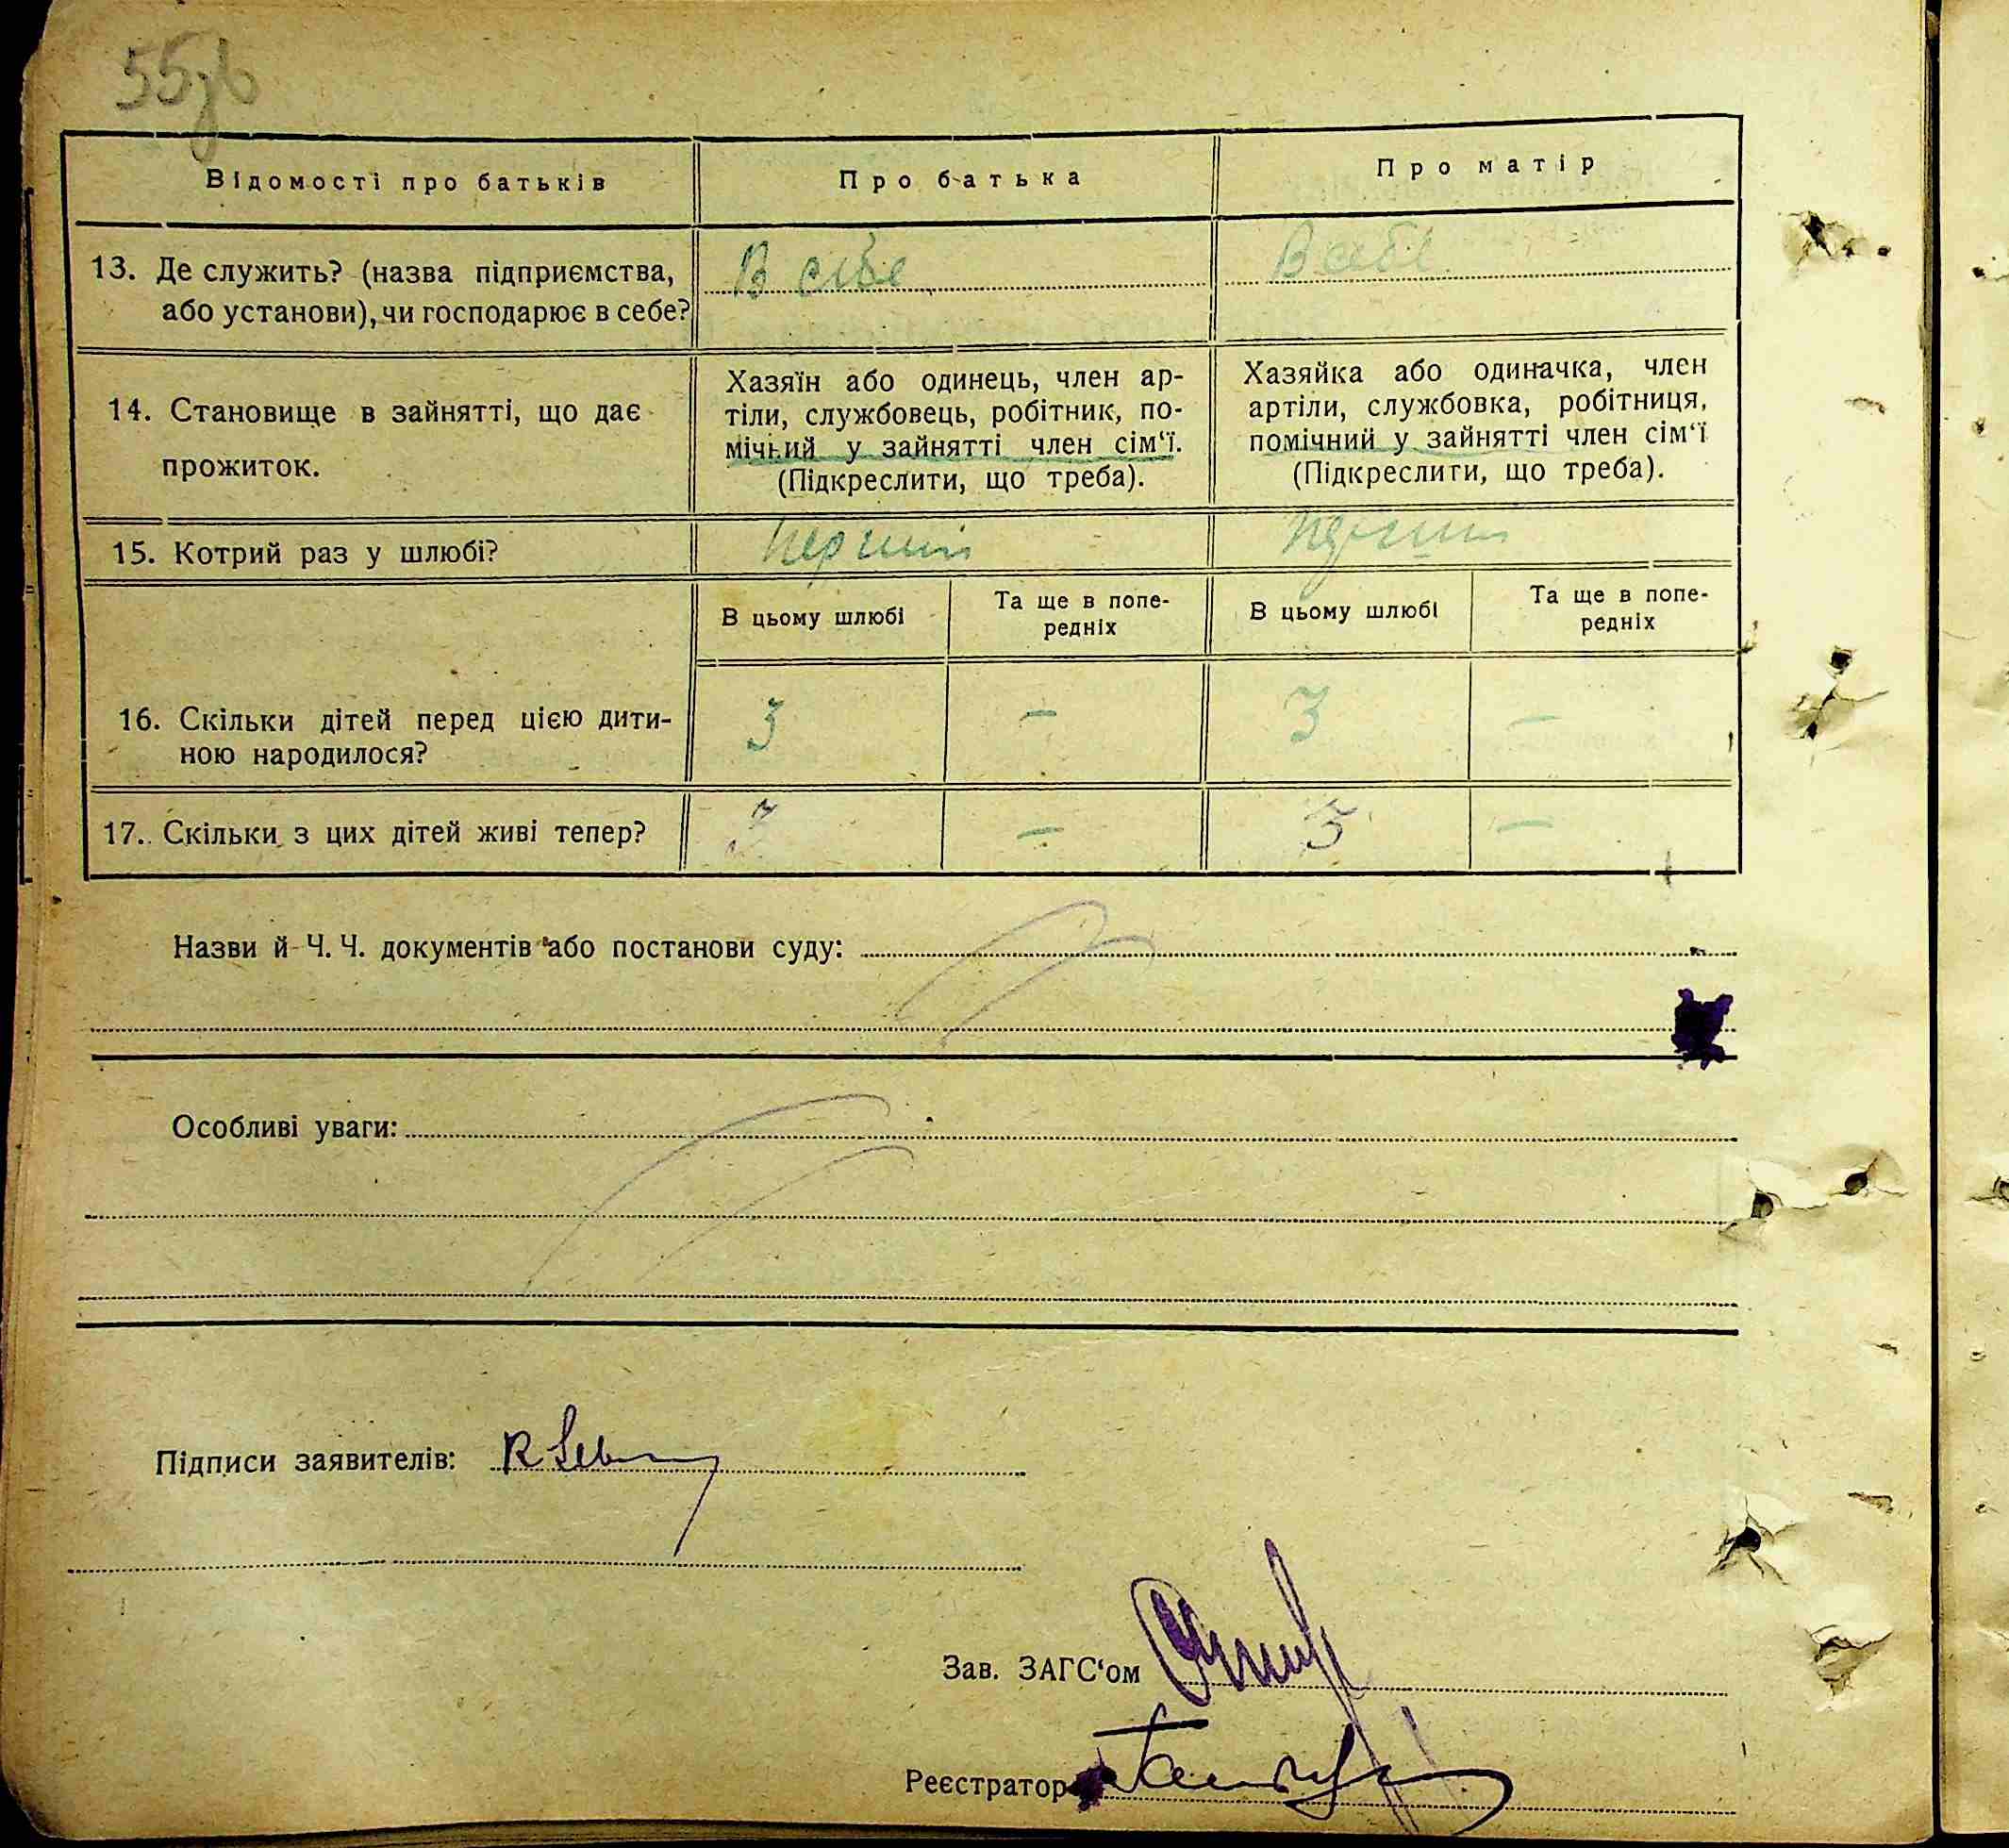 55зв
Відомості про батьків
Про батька
Про матір
13. Де служить? (назва підприємства,
або установи), чи господарює в себе?
В сібе
В себе
14. Становище в зайнятті, що дає
прожиток.
Хазяїн або одинець, член ар-
тіли, службовець, робітник, по-
мічний у зайнятті член сім‘ї.
(Підкреслити, що треба).
Хазяйка або одиначка, член
артіли, службовка, робітниця,
помічний у зайнятті член сім‘ї
(Підкреслити, що треба).
15. Котрий раз у шлюбі?
перший
перший
В цьому шлюбі
Та ще в попе-
редніх
В цьому шлюбі
Та ще в попе-
редніх
16. Скільки дітей перед цією дити-
ною народилося?
3
—
3
—
17. Скільки з цих дітей живі тепер?
3
—
3
—
Назви й Ч. Ч. документів або постанови суду:
Особливі уваги:
Підписи заявителів:
Зав. ЗАГС‘ом
Реєстратор